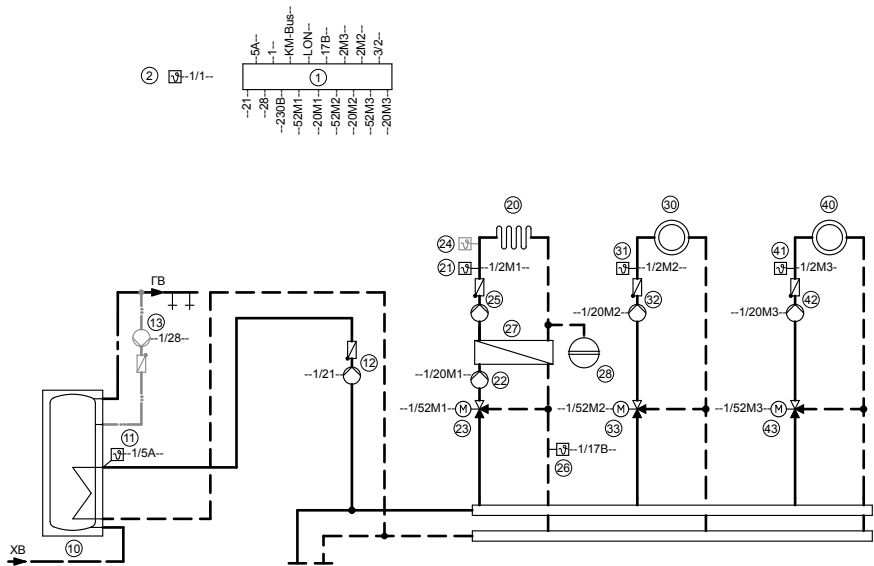 --5A--
1--
KM-Bus--
--LON--
--17B--
2M3--
--2M2--
--3/2--
2
--1/1--
1
--21--
--28--
--230B--
--52M1--
--20M1--
--52M2--
--20M2--
--52M3--
--20M3--
20
30
40
24
21
--1/2M1--
31
--1/2M2--
41
--1/2M3-
ГВ
25
32
--1/20M2--
42
--1/20M3--
13
--1/28--
27
12
--1/21--
28
--1/20M1--
22
--1/52M1--
M
23
--1/52M2--
M
33
--1/52M3--
M
43
11
--1/5A--
26
--1/17B--
ХВ
10